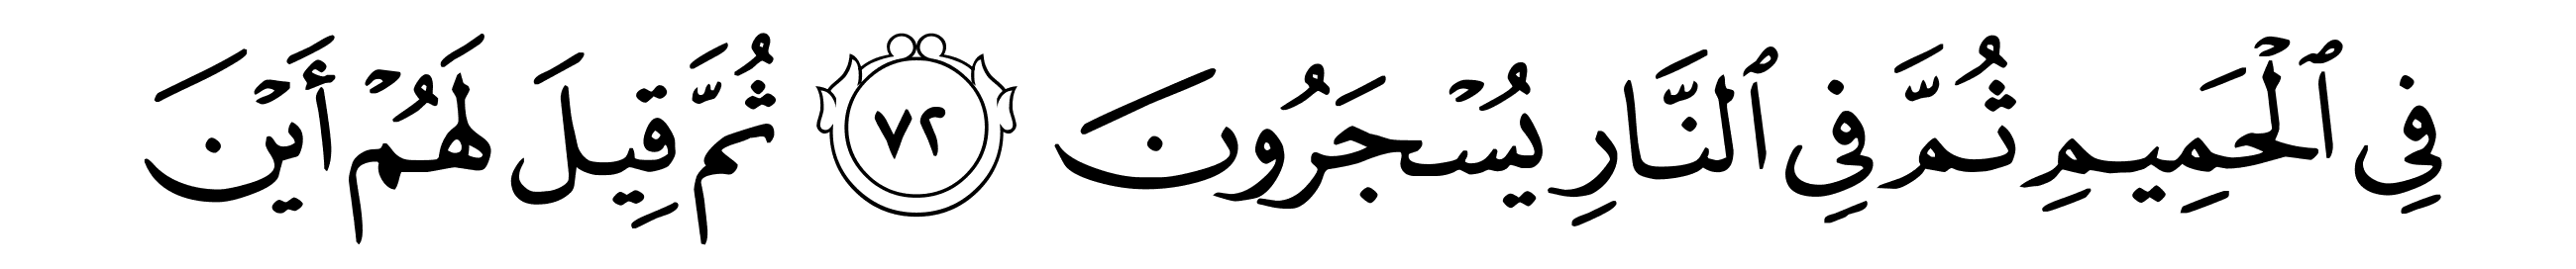 فِى ٱلْحَمِيمِ ثُمَّ فِى ٱلنَّارِ يُسْجَرُونَ ٧٢ ثُمَّ قِيلَ لَهُمْ أَيْنَ